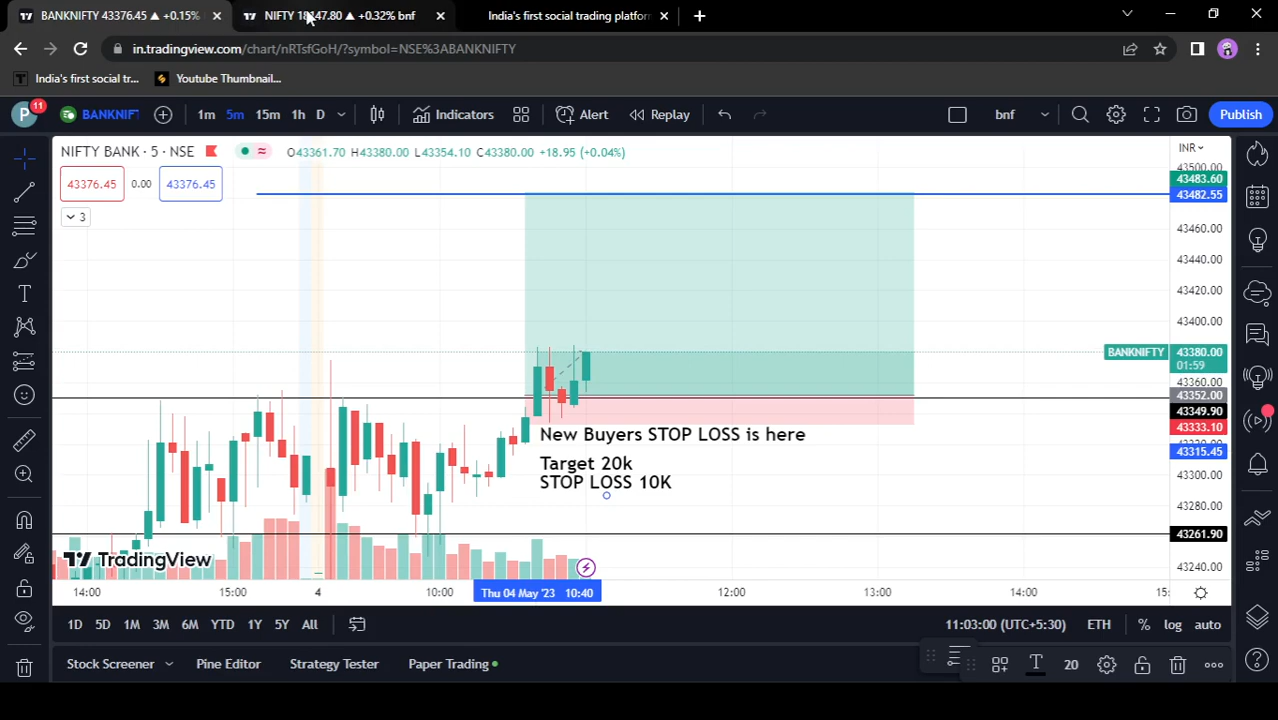 BANKNIFTY 43376.45 ▲ +0.15%
NIFTY 18147.80 ▲ +0.32% bnf
India's first social trading platfor
in.tradingview.com/chart/nRTsfGoH/?symbol=NSE%3ABANKNIFTY
India's first social tr...
Youtube Thumbnail...
P 11 BANKNIFT 1m 5m 15m 1h D Indicators Alert Replay bnf Publish
NIFTY BANK · 5 · NSE O43361.70 H43380.00 L43354.10 C43380.00 +18.95 (+0.04%) INR
43500.00
43376.45 0.00 43376.45
43483.60
43482.55
3
43460.00
43440.00
43420.00
43400.00
BANKNIFTY 43380.00
01:59
43360.00
43352.00
43349.90
43333.10
New Buyers STOP LOSS is here
43315.45
Target 20k
STOP LOSS 10K
43300.00
43280.00
43261.90
TradingView
43240.00
14:00 15:00 4 10:00 Thu 04 May '23 10:40 12:00 13:00 14:00 15:
1D 5D 1M 3M 6M YTD 1Y 5Y All 11:03:00 (UTC+5:30) ETH % log auto
Stock Screener Pine Editor Strategy Tester Paper Trading T 20